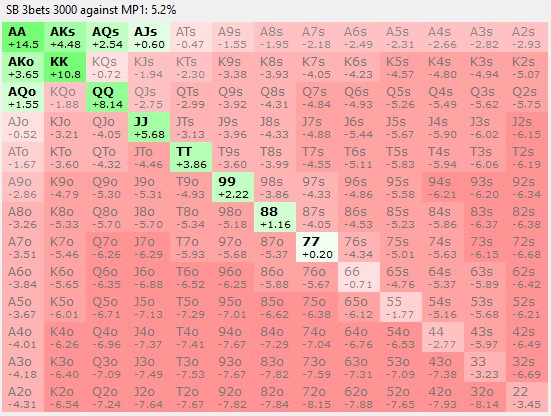 SB 3bets 3000 against MP1: 5.2%
AA AKs AQs AJs ATs A9s A8s A7s A6s A5s A4s A3s A2s
+14.5 +4.48 +2.54 +0.60 -0.47 -1.55 -1.95 -2.18 -2.49 -2.31 -2.66 -2.82 -2.93
AKo KK KQs KJs KTs K9s K8s K7s K6s K5s K4s K3s K2s
+3.65 +10.8 -0.72 -1.94 -2.30 -3.38 -3.93 -4.05 -4.23 -4.57 -4.80 -4.94 -5.07
AQo KQo QQ QJs QTs Q9s Q8s Q7s Q6s Q5s Q4s Q3s Q2s
+1.55 -1.88 +8.14 -2.75 -2.99 -3.92 -4.31 -4.84 -4.93 -5.26 -5.49 -5.62 -5.75
AJo KJo QJo JJ JTs J9s J8s J7s J6s J5s J4s J3s J2s
-0.52 -3.21 -4.05 +5.68 -3.13 -3.96 -4.33 -4.88 -5.44 -5.67 -5.90 -6.02 -6.15
ATo KTo QTo JTo TT T9s T8s T7s T6s T5s T4s T3s T2s
-1.67 -3.60 -4.32 -4.46 +3.86 -3.60 -3.99 -4.55 -5.11 -5.83 -5.94 -6.06 -6.19
A9o K9o Q9o J9o T9o 99 98s 97s 96s 95s 94s 93s 92s
-2.86 -4.79 -5.30 -5.31 -4.93 +2.22 -3.86 -4.33 -4.86 -5.58 -6.21 -6.20 -6.34
A8o K8o Q8o J8o T8o 98o 88 87s 86s 85s 84s 83s 82s
-3.26 -5.33 -5.70 -5.70 -5.34 -5.18 +1.16 -4.05 -4.53 -5.23 -5.86 -6.37 -6.38
A7o K7o Q7o J7o T7o 97o 87o 77 76s 75s 74s 73s 72s
-3.51 -5.46 -6.26 -6.29 -5.93 -5.68 -5.37 +0.20 -4.34 -5.01 -5.63 -6.15 -6.68
A6o K6o Q6o J6o T6o 96o 86o 76o 66 65s 64s 63s 62s
-3.84 -5.65 -6.35 -6.88 -6.52 -6.25 -5.88 -5.67 -0.71 -4.76 -5.37 -5.89 -6.42
A5o K5o Q5o J5o T5o 95o 85o 75o 65o 55 54s 53s 52s
-3.67 -6.01 -6.71 -7.13 -7.29 -7.01 -6.62 -6.38 -6.12 -1.77 -5.16 -5.68 -6.21
A4o K4o Q4o J4o T4o 94o 84o 74o 64o 54o 44 43s 42s
-4.01 -6.26 -6.96 -7.37 -7.41 -7.67 -7.29 -7.04 -6.76 -6.53 -2.77 -5.97 -6.49
A3o K3o Q3o J3o T3o 93o 83o 73o 63o 53o 43o 33 32s
-4.18 -6.40 -7.09 -7.49 -7.53 -7.67 -7.82 -7.59 -7.31 -7.09 -7.38 -3.23 -6.69
A2o K2o Q2o J2o T2o 92o 82o 72o 62o 52o 42o 32o 22
-4.31 -6.54 -7.24 -7.64 -7.67 -7.82 -7.84 -8.15 -7.88 -7.65 -7.93 -8.14 -3.45